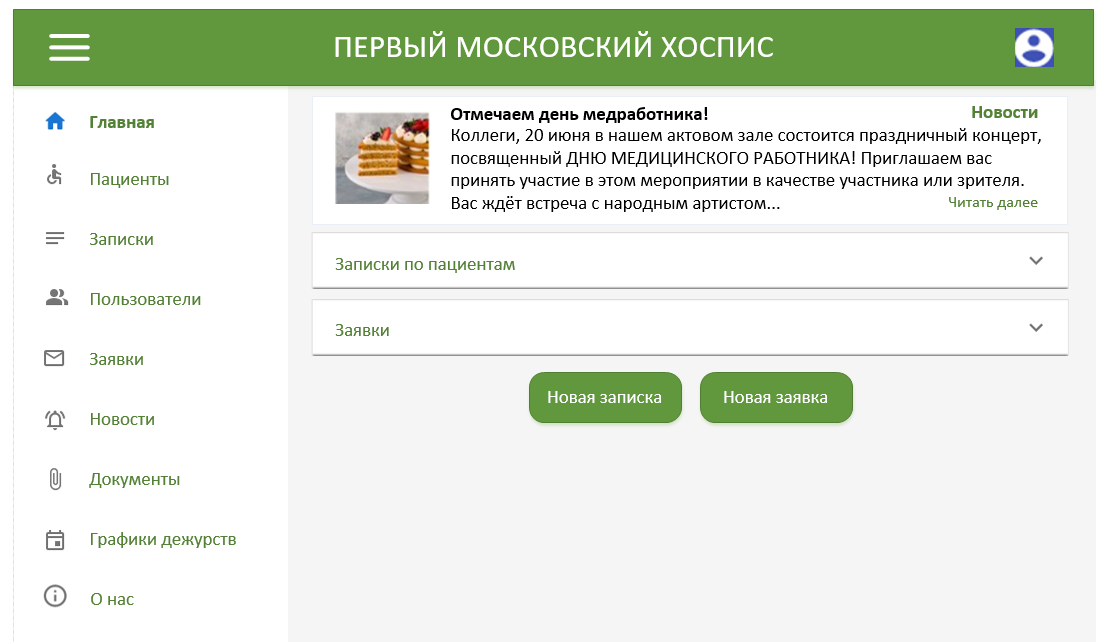 ПЕРВЫЙ МОСКОВСКИЙ ХОСПИС
Главная
Пациенты
Записки
Пользователи
Заявки
Новости
Документы
Графики дежурств
О нас
Отмечаем день медработника!
Новости
Коллеги, 20 июня в нашем актовом зале состоится праздничный концерт,
посвященный ДНЮ МЕДИЦИНСКОГО РАБОТНИКА! Приглашаем вас
принять участие в этом мероприятии в качестве участника или зрителя.
Вас ждёт встреча с народным артистом...
Читать далее
Записки по пациентам
Заявки
Новая записка
Новая заявка